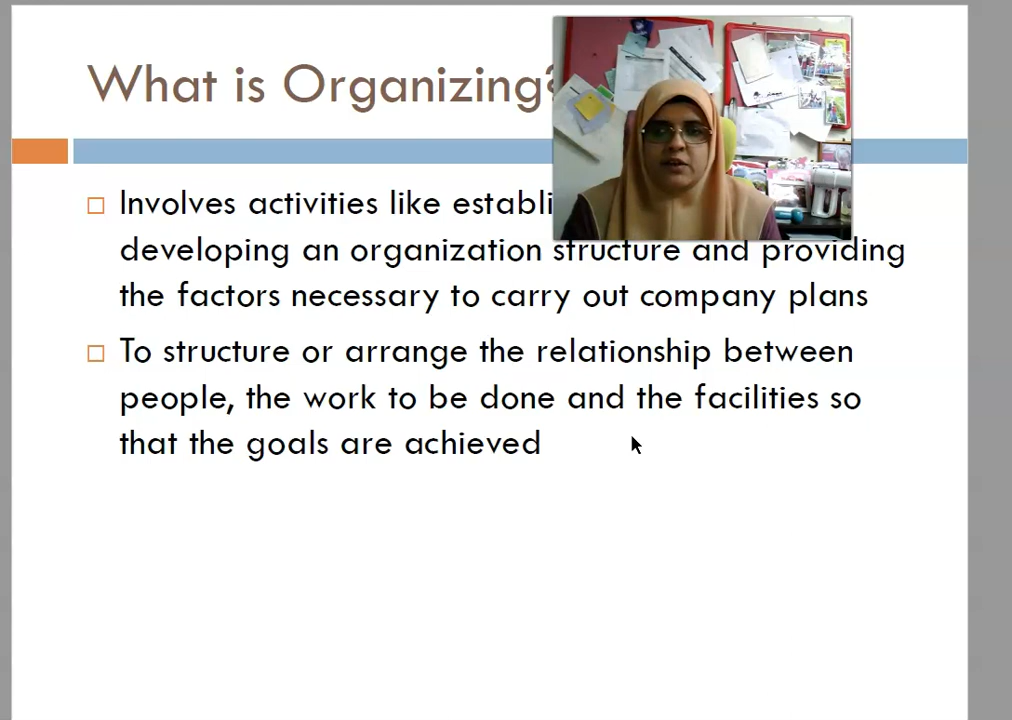 What is Organizing?
Involves activities like
developing an organization structure and providing
the factors necessary to carry out company plans
To structure or arrange the relationship between
people, the work to be done and the facilities so
that the goals are achieved